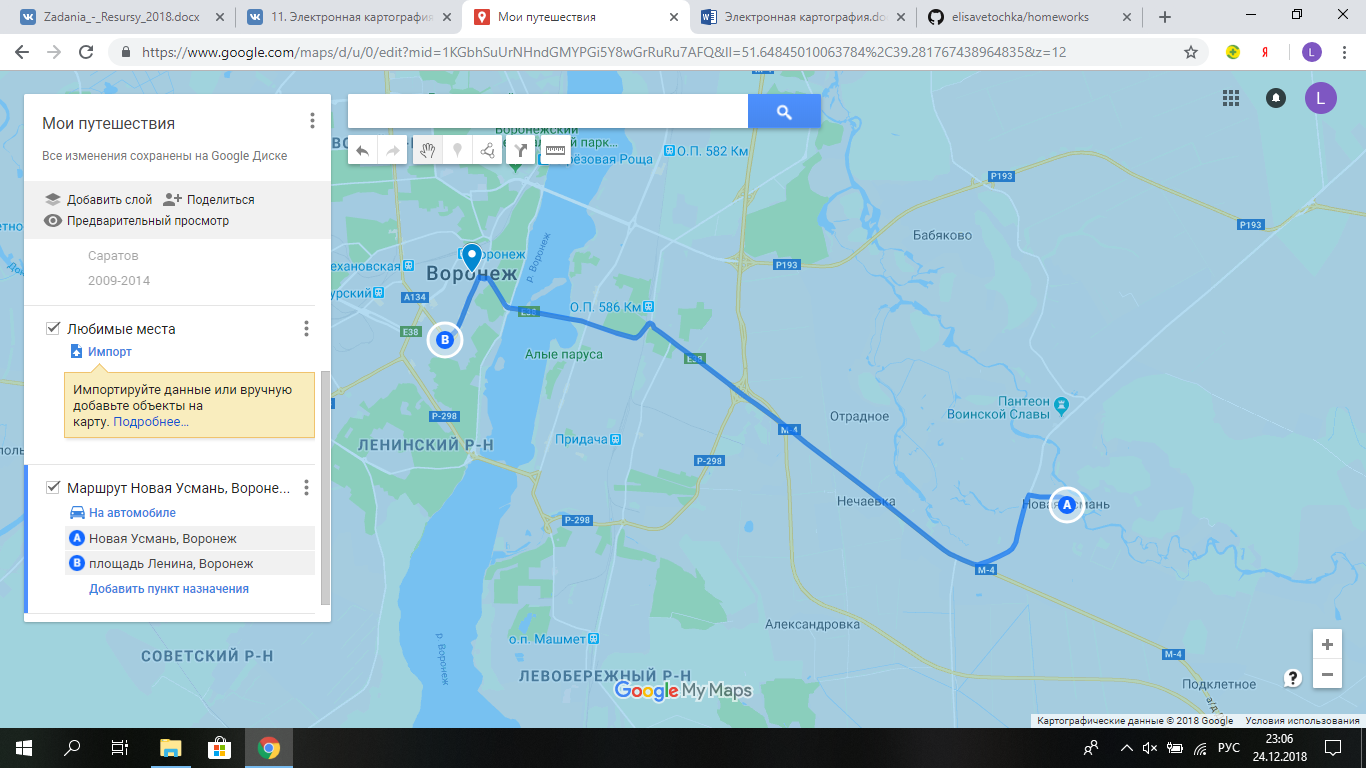 Zadania_-_Resursy_2018.docx
11. Электронная картография
Мои путешествия
Электронная картография.do
elisavetochka/homeworks
https://www.google.com/maps/d/u/0/edit?mid=1KGbhSuUrNHndGMYPGi5Y8wGrRuRu7AFQ&ll=51.64845010063784%2C39.281767438964835&z=12
L
Я
Мои путешествия
Все изменения сохранены на Google Диске
Добавить слой
Поделиться
Предварительный просмотр
Саратов
2009-2014
Любимые места
Импорт
Импортируйте данные или вручную
добавьте объекты на
карту. Подробнее...
Маршрут Новая Усмань, Вороне...
На автомобиле
A Новая Усмань, Воронеж
B площадь Ленина, Воронеж
Добавить пункт назначения
L
Воронежский
О.П. 582 Км
Р193
Р193
Бабяково
Р193
Воронеж
р. Воронеж
А134
О.П. 586 Км
E38
B
Алые паруса
Р-298
ЛЕНИНСКИЙ Р-Н
Придача
Р-298
М-4
Отрадное
Пантеон
Воинской Славы
Нечаевка
A
Р-298
М-4
Александровка
о.п. Машмет
р. Воронеж
СОВЕТСКИЙ Р-Н
ЛЕВОБЕРЕЖНЫЙ Р-Н
М-4
Подклетное
Google My Maps
?
Картографические данные © 2018 Google
Условия использования
РУС
23:06
24.12.2018